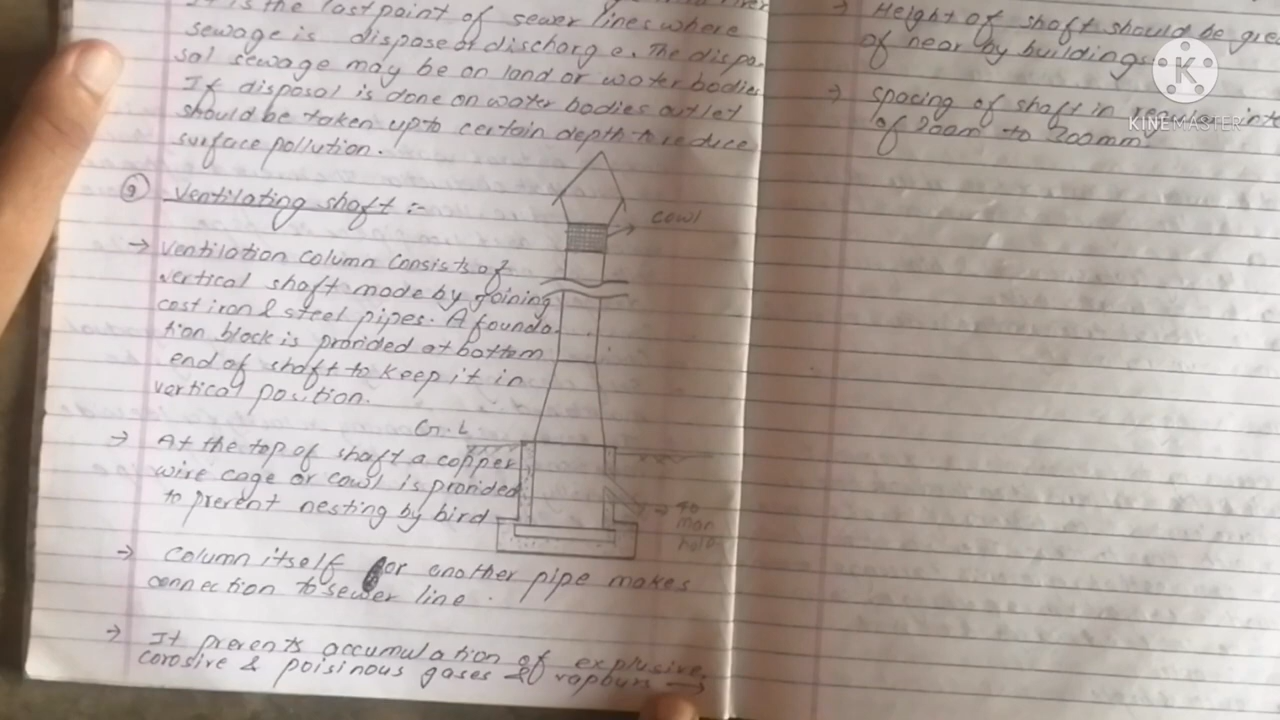 It is the last point of sewer lines where
sewage is dispose or discharge. The dispo-
sal sewage may be on land or water bodies
If disposal is done on water bodies outlet
should be taken upto certain depth to reduce
surface pollution.
9 Ventilating shaft :-
→ Ventilation column consists of
vertical shaft made by joining
cost iron & steel pipes. A founda-
tion block is provided at bottom
end of shaft to keep it in
vertical position.
→ At the top of shaft a copper
wire cage or cowl is provided
to prevent nesting by bird
→ Column itself or another pipe makes
connection to sewer line.
→ It prevents accumulation of explusive,
corosive & poisinous gases & vapours →
cowl
G.L
→ to
man
hole
→ Height of shaft should be
of near by buildings
→ spacing of shaft in
of 200m to 300mm.
K
KINEMASTER